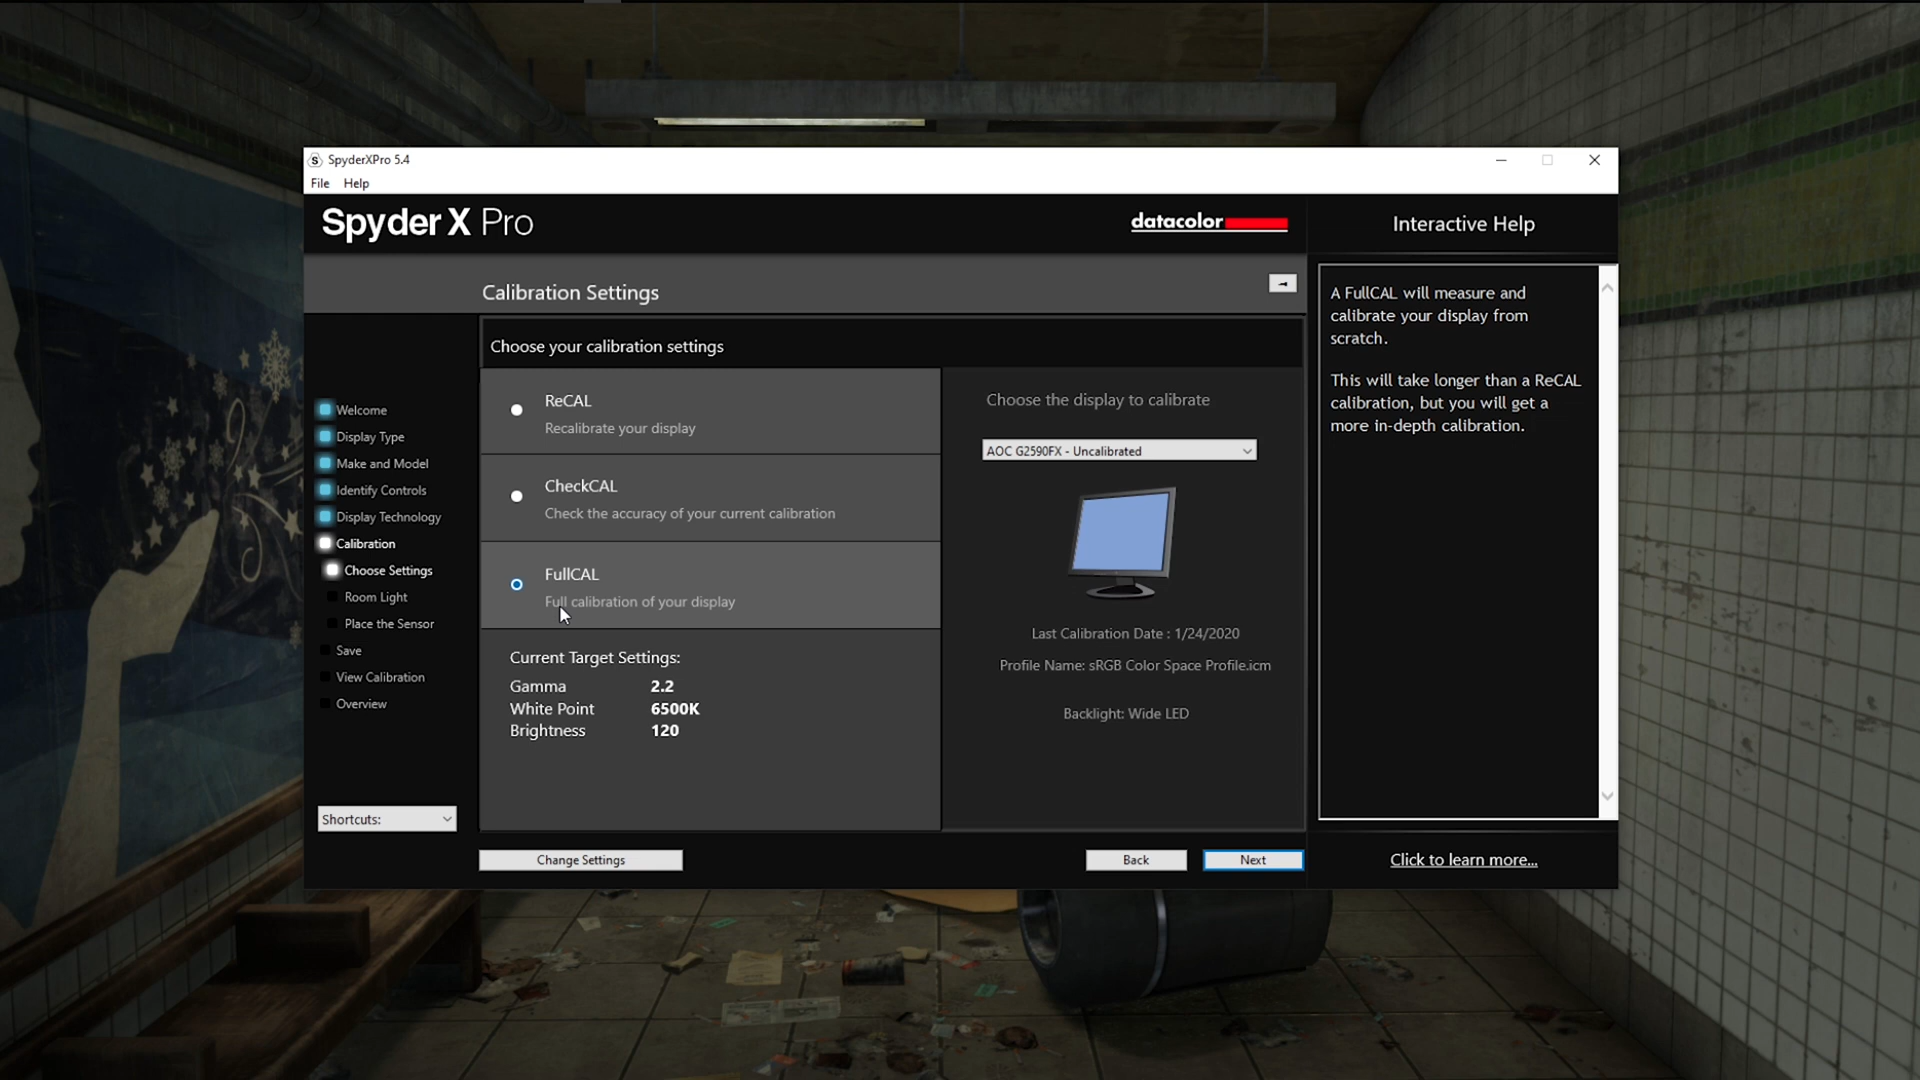 SpyderXPro 5.4
File Help
Spyder X Pro
datacolor
Interactive Help
Calibration Settings
Choose your calibration settings
Welcome
Display Type
Make and Model
Identify Controls
Display Technology
Calibration
Choose Settings
Room Light
Place the Sensor
Save
View Calibration
Overview
Shortcuts:
ReCAL
Recalibrate your display
CheckCAL
Check the accuracy of your current calibration
FullCAL
Full calibration of your display
Current Target Settings:
Gamma 2.2
White Point 6500K
Brightness 120
Choose the display to calibrate
AOC G2590FX - Uncalibrated
Last Calibration Date : 1/24/2020
Profile Name: sRGB Color Space Profile.icm
Backlight: Wide LED
A FullCAL will measure and
calibrate your display from
scratch.
This will take longer than a ReCAL
calibration, but you will get a
more in-depth calibration.
Change Settings
Back
Next
Click to learn more...